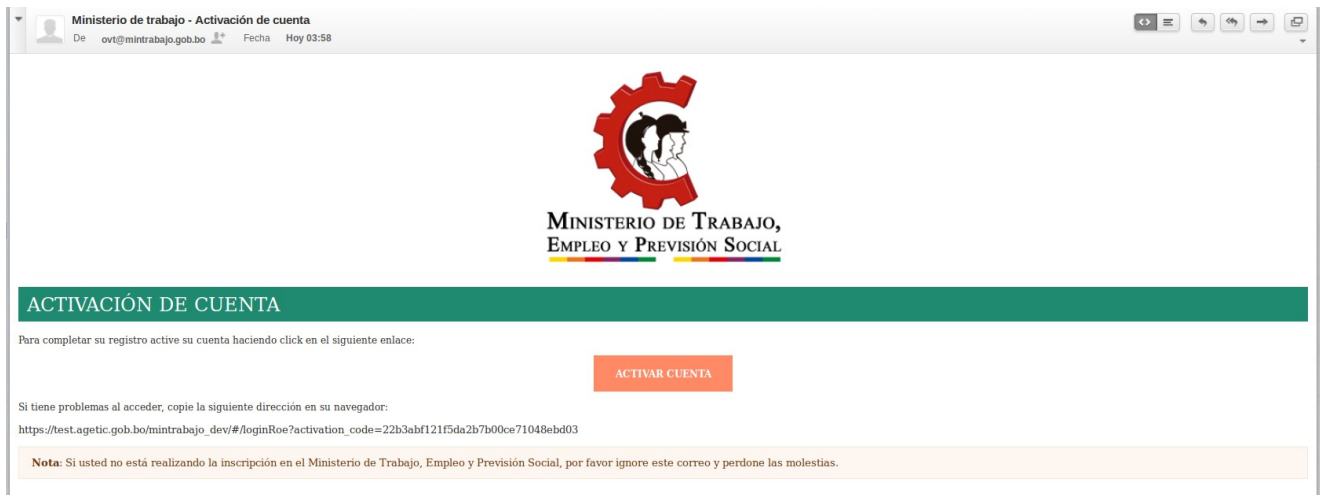 Ministerio de trabajo - Activación de cuenta
De ovt@mintrabajo.gob.bo Fecha Hoy 03:58
MINISTERIO DE TRABAJO,
EMPLEO Y PREVISIÓN SOCIAL
ACTIVACIÓN DE CUENTA
Para completar su registro active su cuenta haciendo click en el siguiente enlace:
ACTIVAR CUENTA
Si tiene problemas al acceder, copie la siguiente dirección en su navegador:
https://test.agetic.gob.bo/mintrabajo_dev/#/loginRoe?activation_code=22b3abf121f5da2b7b00ce71048ebd03
Nota: Si usted no está realizando la inscripción en el Ministerio de Trabajo, Empleo y Previsión Social, por favor ignore este correo y perdone las molestias.